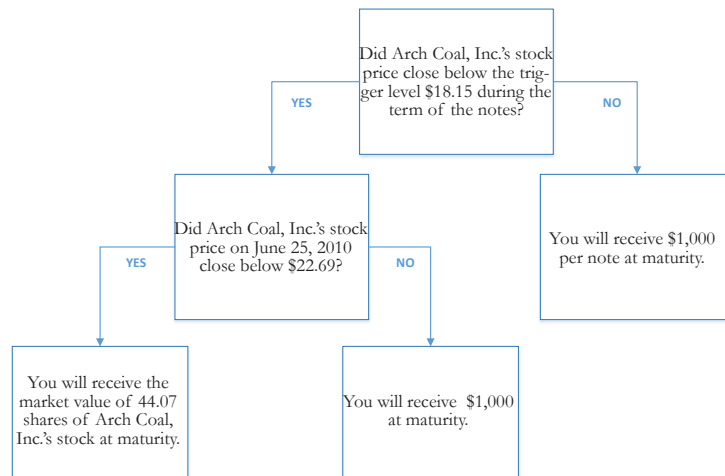 Did Arch Coal, Inc.'s stock
price close below the trig-
ger level $18.15 during the
term of the notes?
YES
NO
Did Arch Coal, Inc.'s stock
price on June 25, 2010
close below $22.69?
You will receive $1,000
per note at maturity.
YES
NO
You will receive the
market value of 44.07
shares of Arch Coal,
Inc.'s stock at maturity.
You will receive $1,000
at maturity.